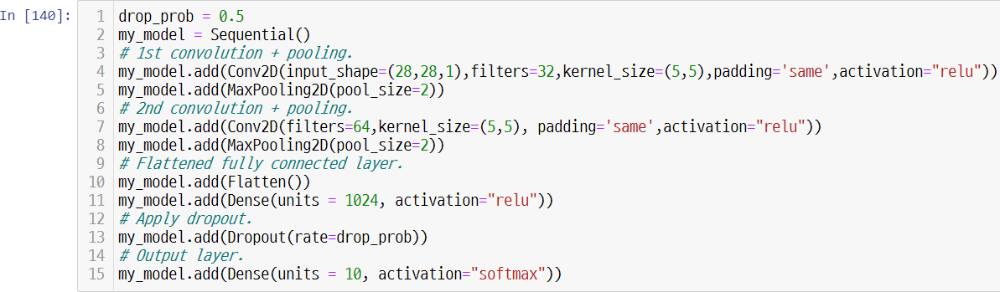 In [140]:
1 drop_prob = 0.5
2 my_model = Sequential()
3 # 1st convolution + pooling.
4 my_model.add(Conv2D(input_shape=(28,28,1),filters=32,kernel_size=(5,5),padding='same',activation="relu"))
5 my_model.add(MaxPooling2D(pool_size=2))
6 # 2nd convolution + pooling.
7 my_model.add(Conv2D(filters=64,kernel_size=(5,5), padding='same',activation="relu"))
8 my_model.add(MaxPooling2D(pool_size=2))
9 # Flattened fully connected layer.
10 my_model.add(Flatten())
11 my_model.add(Dense(units = 1024, activation="relu"))
12 # Apply dropout.
13 my_model.add(Dropout(rate=drop_prob))
14 # Output layer.
15 my_model.add(Dense(units = 10, activation="softmax"))